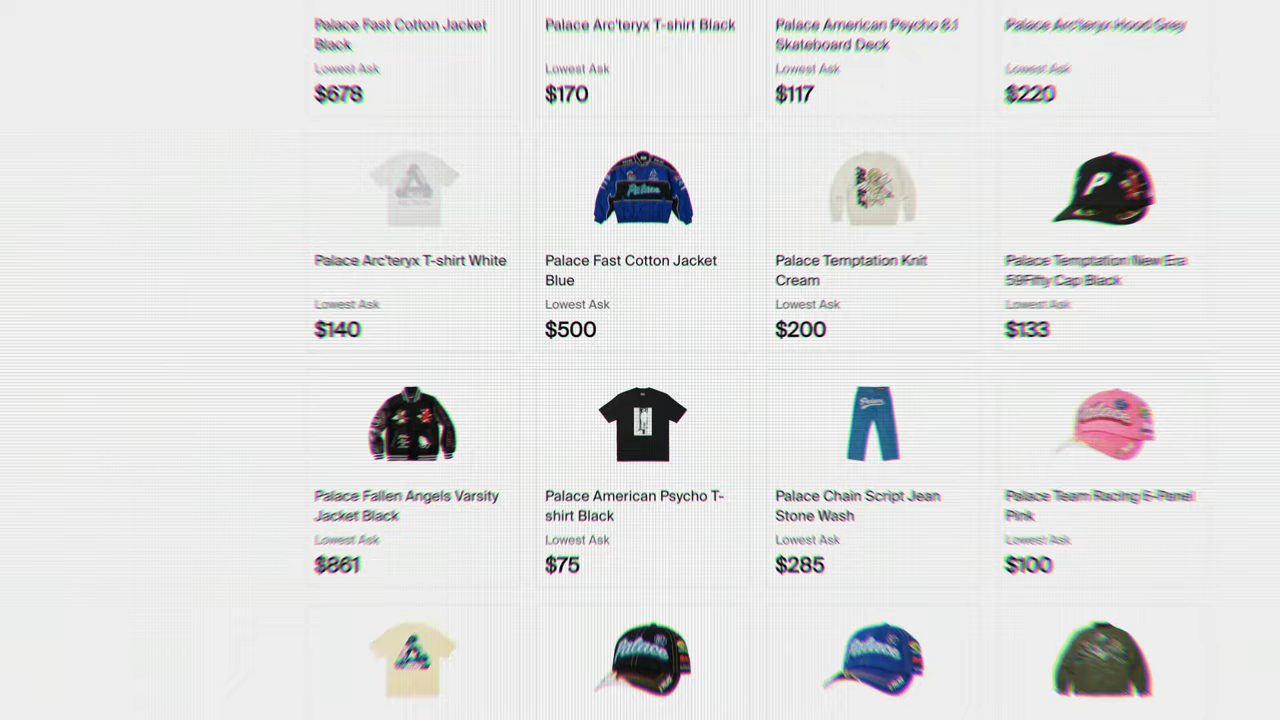 Palace Fast Cotton Jacket
Black
Lowest Ask
$678
Palace Arc'teryx T-shirt Black
Lowest Ask
$170
Palace American Psycho 8.1
Skateboard Deck
Lowest Ask
$117
Palace Arc'teryx Hood Grey
Lowest Ask
$220
Palace Arc'teryx T-shirt White
Lowest Ask
$140
Palace
Palace Fast Cotton Jacket
Blue
Lowest Ask
$500
Palace Temptation Knit
Cream
Lowest Ask
$200
P
Palace Temptation New Era
59Fifty Cap Black
Lowest Ask
$133
Palace Fallen Angels Varsity
Jacket Black
Lowest Ask
$861
Palace American Psycho T-
shirt Black
Lowest Ask
$75
Palace
Palace Chain Script Jean
Stone Wash
Lowest Ask
$285
Palace
Palace Team Racing 6-Panel
Pink
Lowest Ask
$100
Palace
Palace